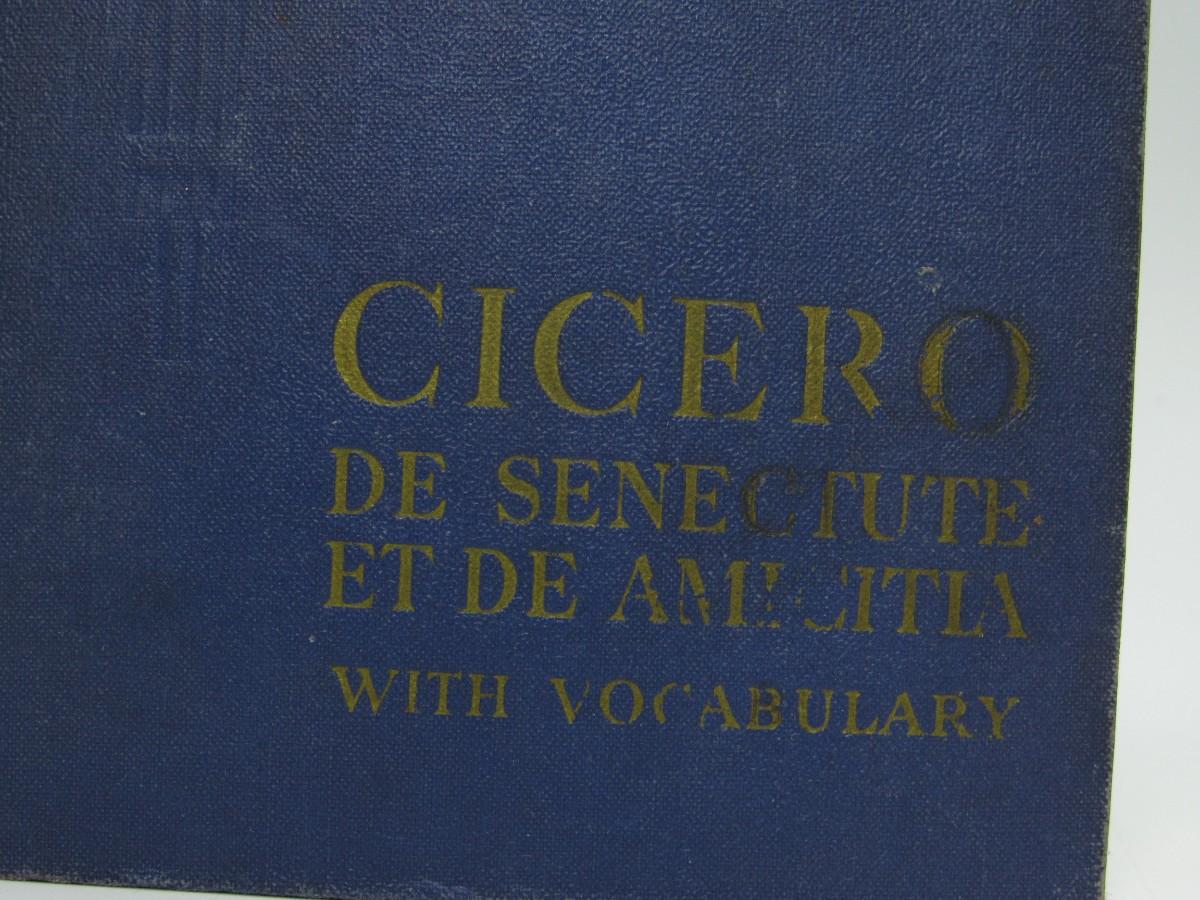 CICERO
DE SENECTUTE
ET DE AMICITIA
WITH VOCABULARY